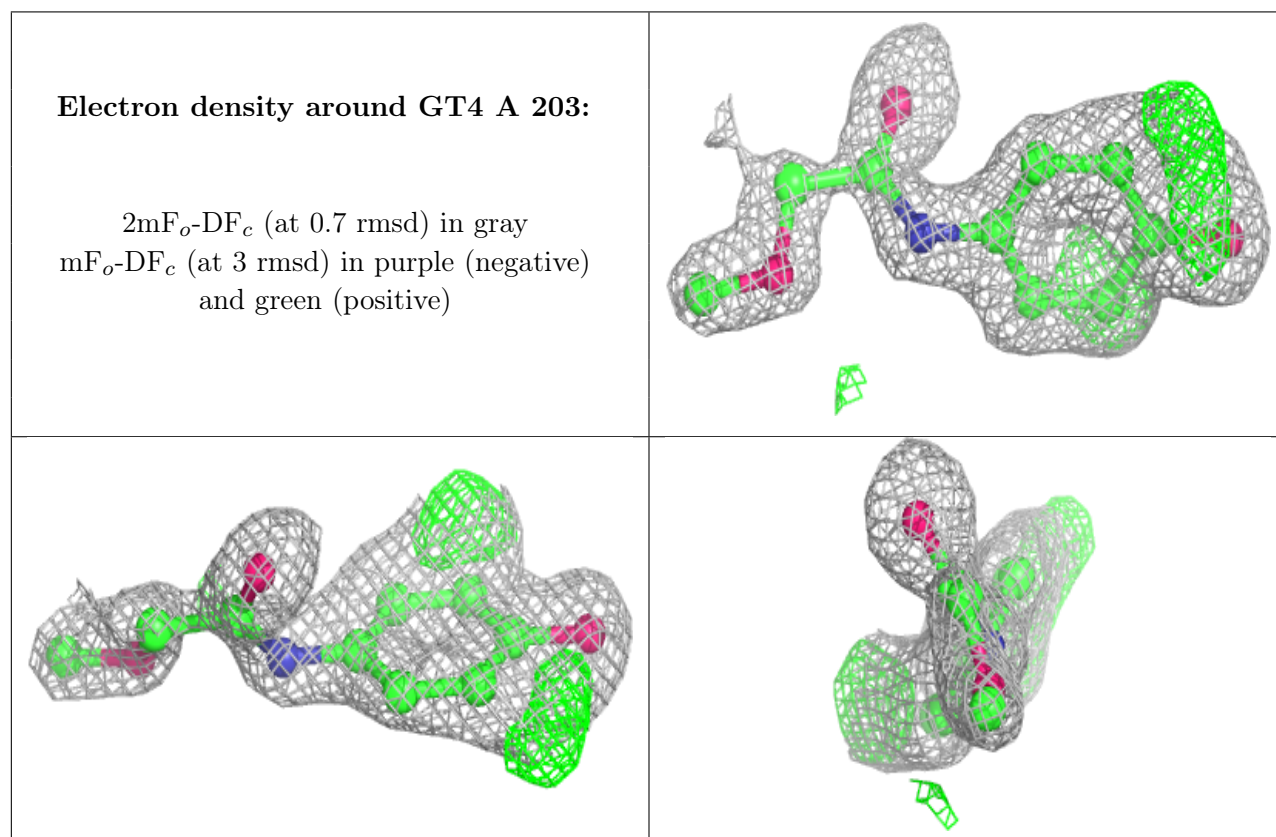 Electron density around GT4 A 203:
2mFo-DFc (at 0.7 rmsd) in gray
mFo-DFc (at 3 rmsd) in purple (negative)
and green (positive)